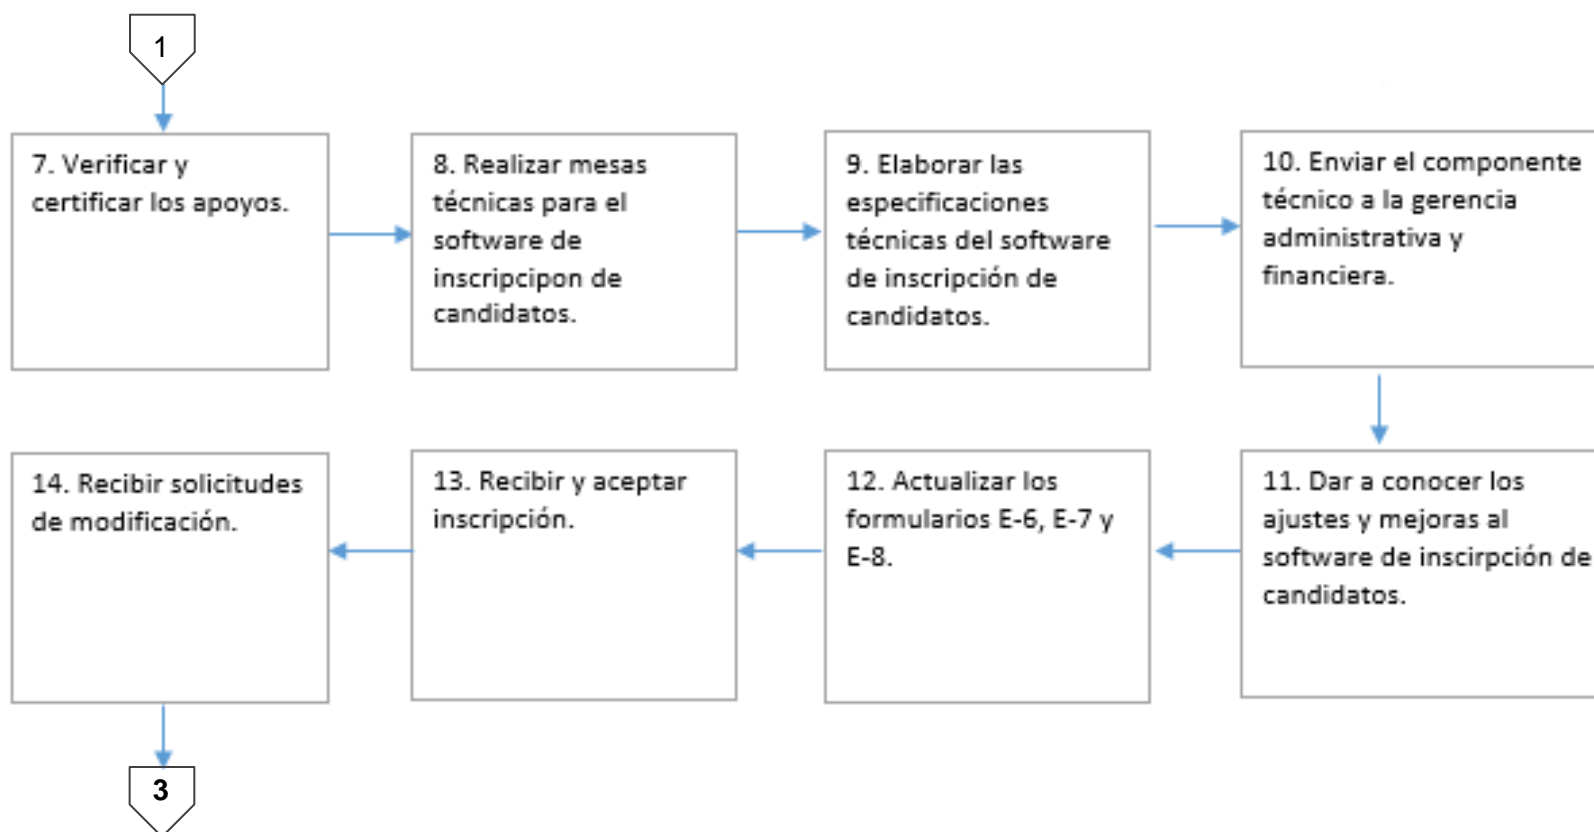 1
7. Verificar y
certificar los apoyos.
8. Realizar mesas
técnicas para el
software de
inscripcipon de
candidatos.
9. Elaborar las
especificaciones
técnicas del software
de inscripción de
candidatos.
10. Enviar el componente
técnico a la gerencia
administrativa y
financiera.
11. Dar a conocer los
ajustes y mejoras al
software de inscirpción de
candidatos.
12. Actualizar los
formularios E-6, E-7 y
E-8.
13. Recibir y aceptar
inscripción.
14. Recibir solicitudes
de modificación.
3